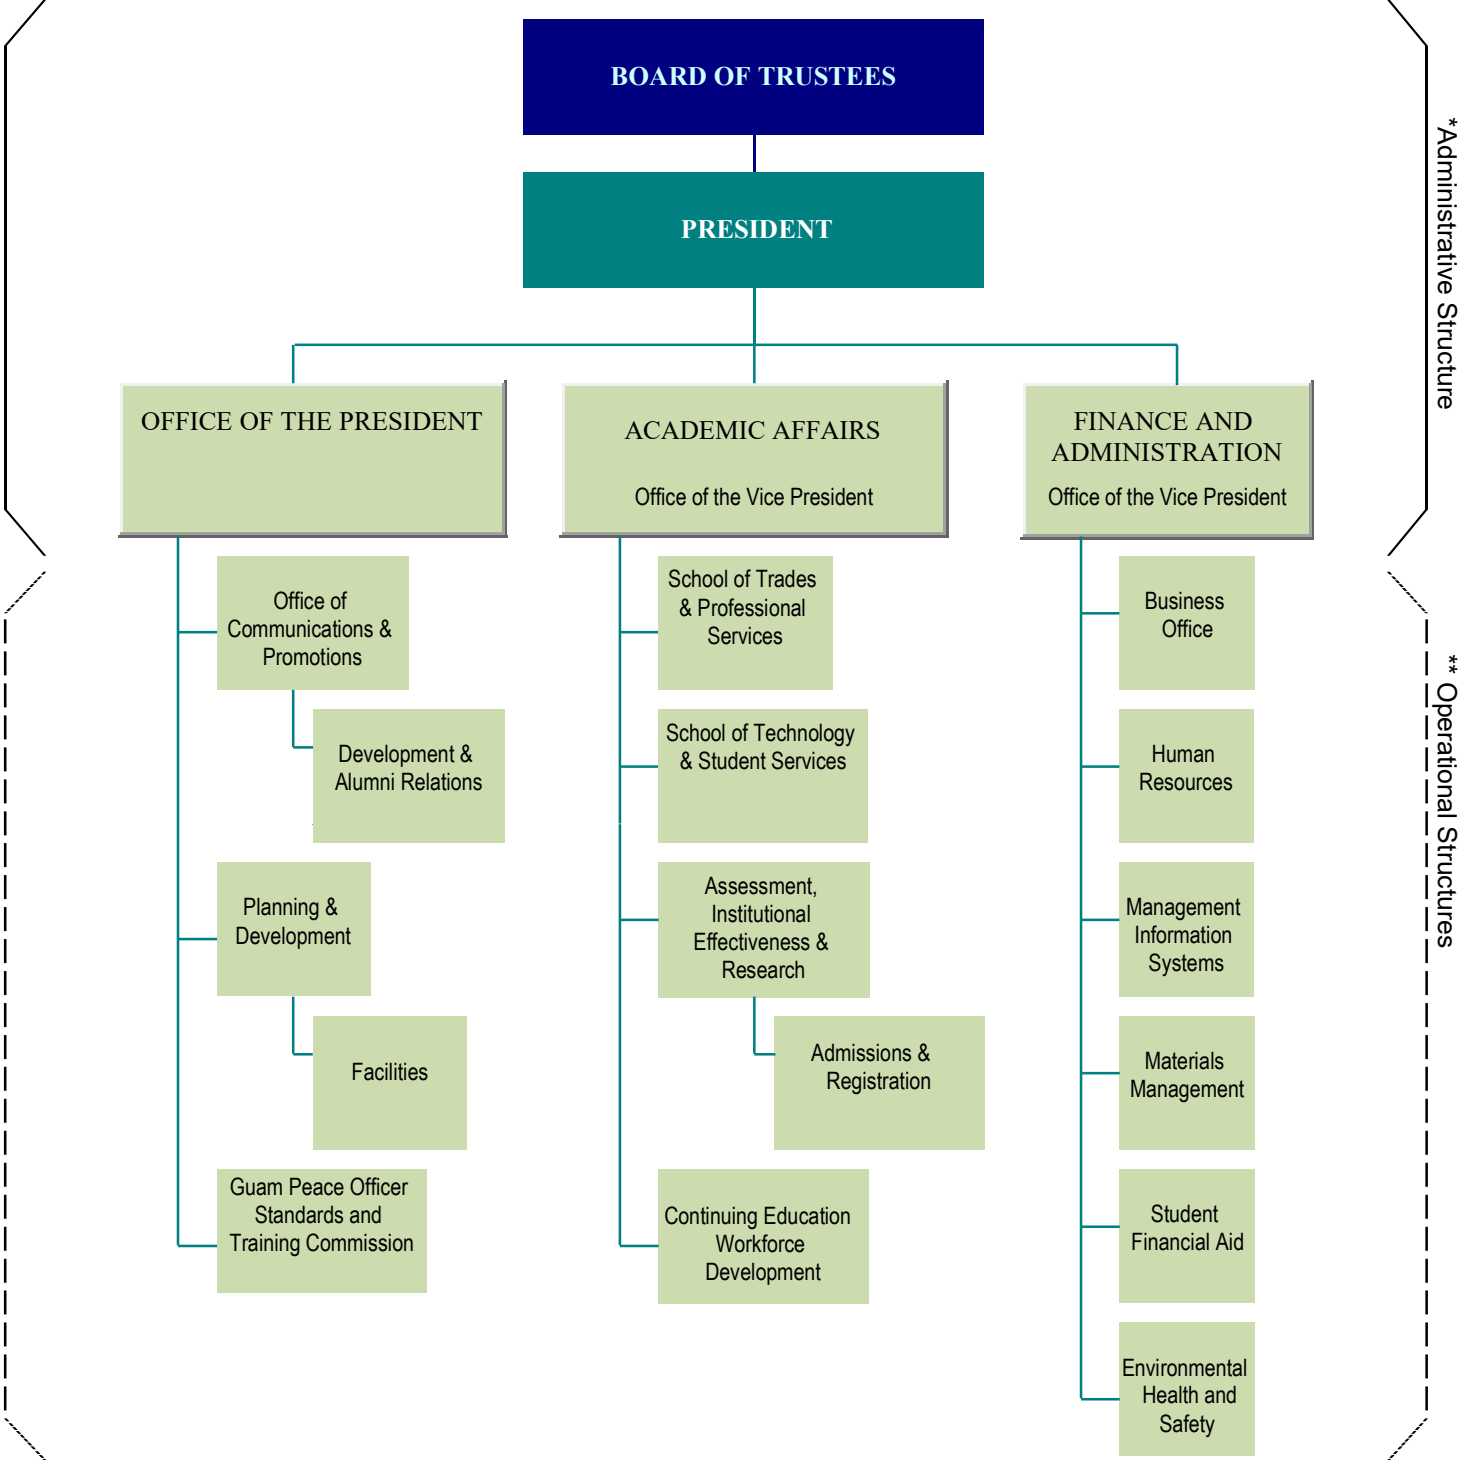 BOARD OF TRUSTEES
PRESIDENT
*Administrative Structure
OFFICE OF THE PRESIDENT
ACADEMIC AFFAIRS
Office of the Vice President
FINANCE AND
ADMINISTRATION
Office of the Vice President
Office of
Communications &
Promotions
Development &
Alumni Relations
Planning &
Development
Facilities
Guam Peace Officer
Standards and
Training Commission
School of Trades
& Professional
Services
School of Technology
& Student Services
Assessment,
Institutional
Effectiveness &
Research
Admissions &
Registration
Continuing Education
Workforce
Development
Business
Office
Human
Resources
Management
Information
Systems
Materials
Management
Student
Financial Aid
Environmental
Health and
Safety
** Operational Structures